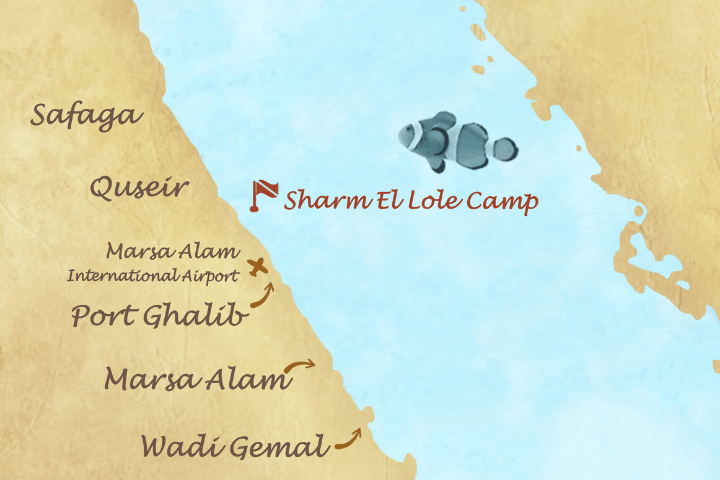 Safaga
Quseir
Sharm El Lole Camp
Marsa Alam
International Airport
Port Ghalib
Marsa Alam
Wadi Gemal